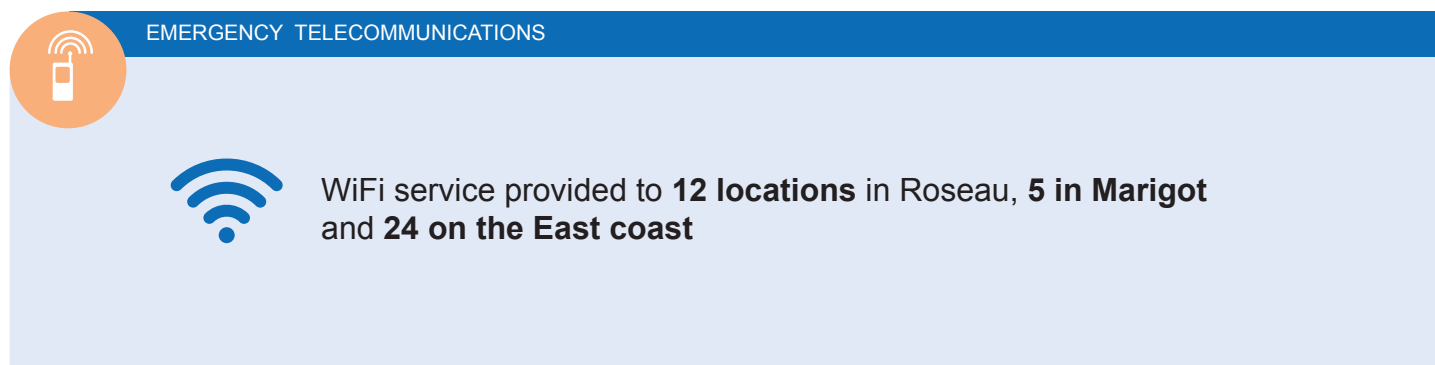 EMERGENCY TELECOMMUNICATIONS
WiFi service provided to 12 locations in Roseau, 5 in Marigot
and 24 on the East coast